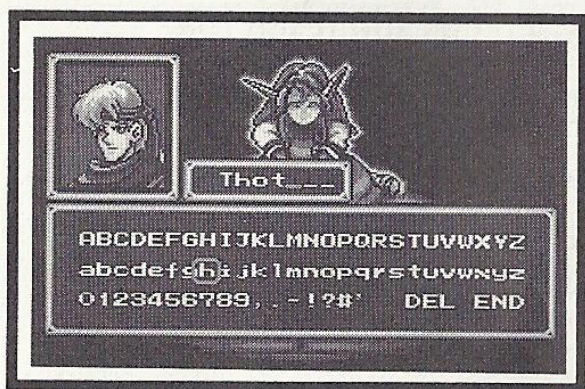 Thot___
ABCDEFGHIJKLMNOPQRSTUVWXYZ
abcdefghijklmnopqrstuvwxyz
0123456789,.-!?#' DEL END